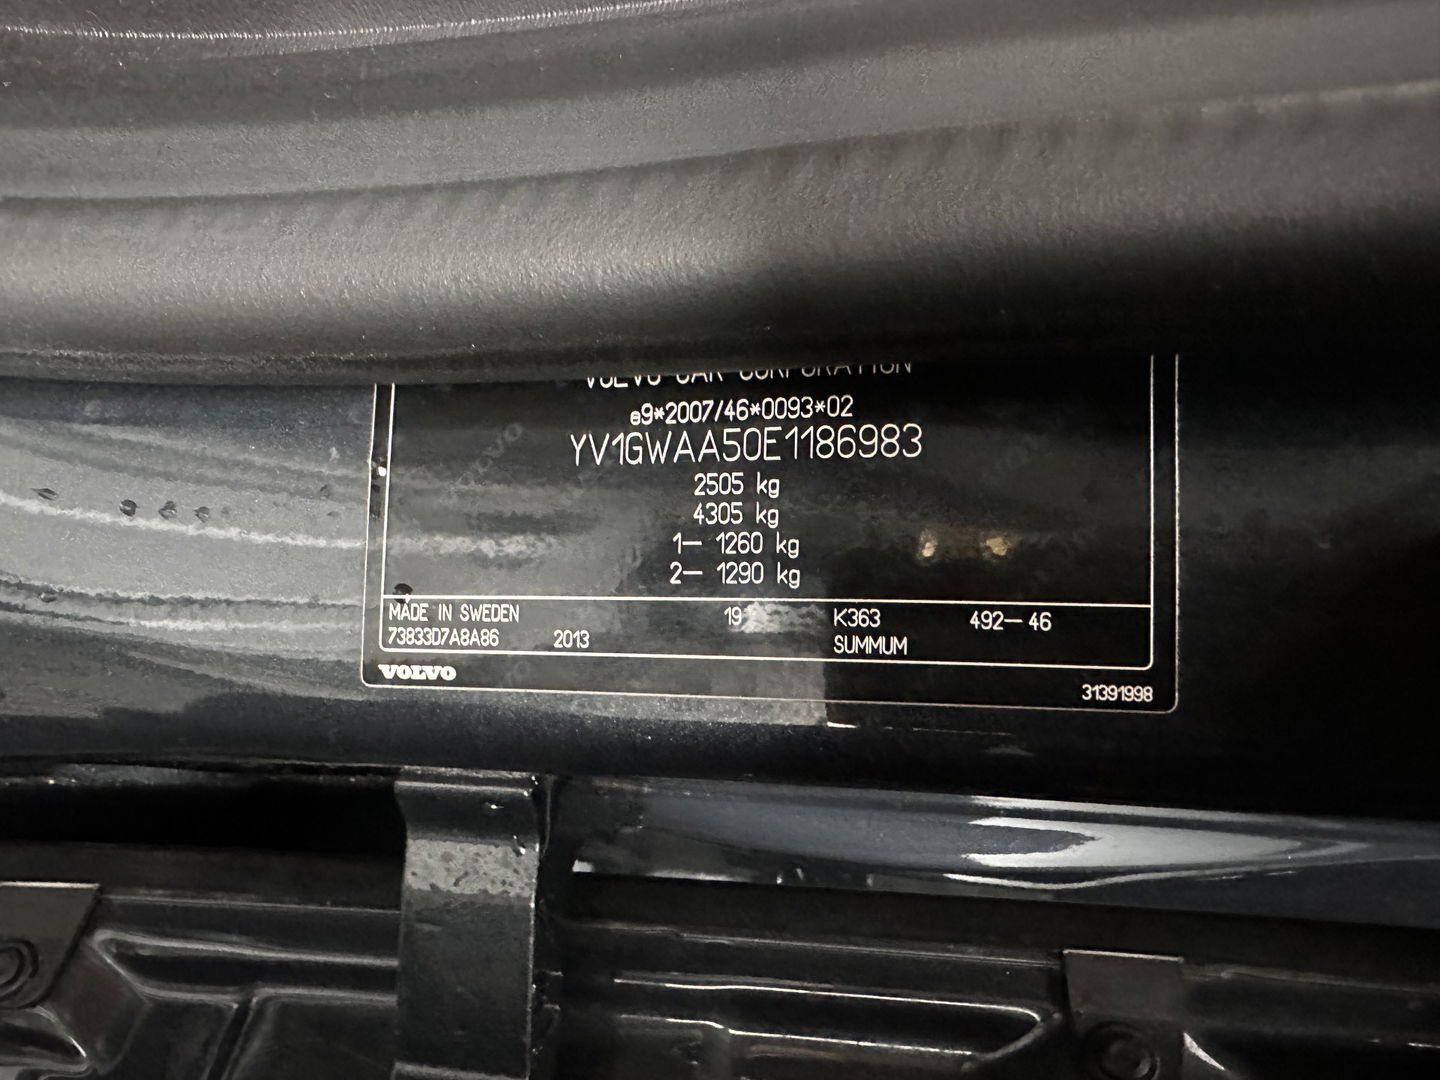 VOLVO CAR CORPORATION
e9*2007/46*0093*02
YV1GWAA50E1186983
2505 kg
4305 kg
1– 1260 kg
2– 1290 kg
MADE IN SWEDEN 19 K363 492–46
73833D7A8A86 2013 SUMMUM
VOLVO
31391998